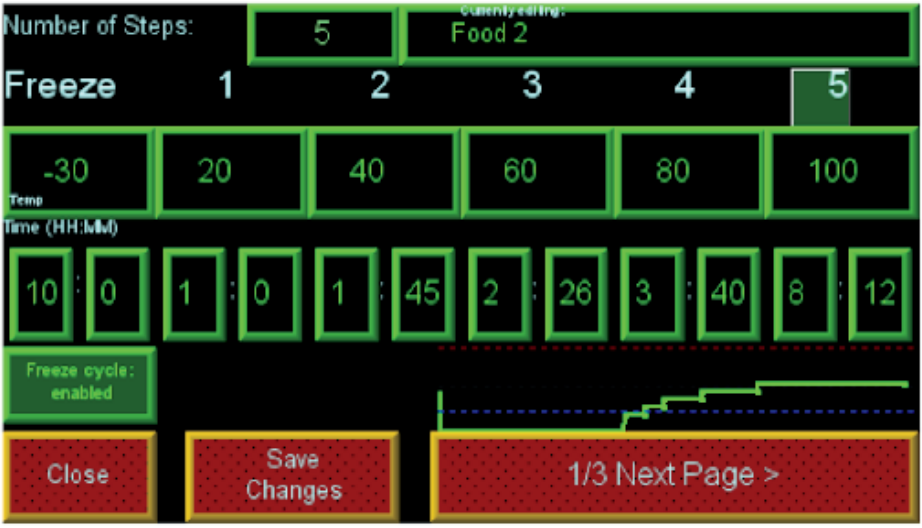 Currently editing:
Number of Steps: 5 Food 2
Freeze 1 2 3 4 5
-30 20 40 60 80 100
Temp
Time (HH:MM)
10 : 0 1 : 0 1 : 45 2 : 26 3 : 40 8 : 12
Freeze cycle:
enabled
Close
Save
Changes
1/3 Next Page >